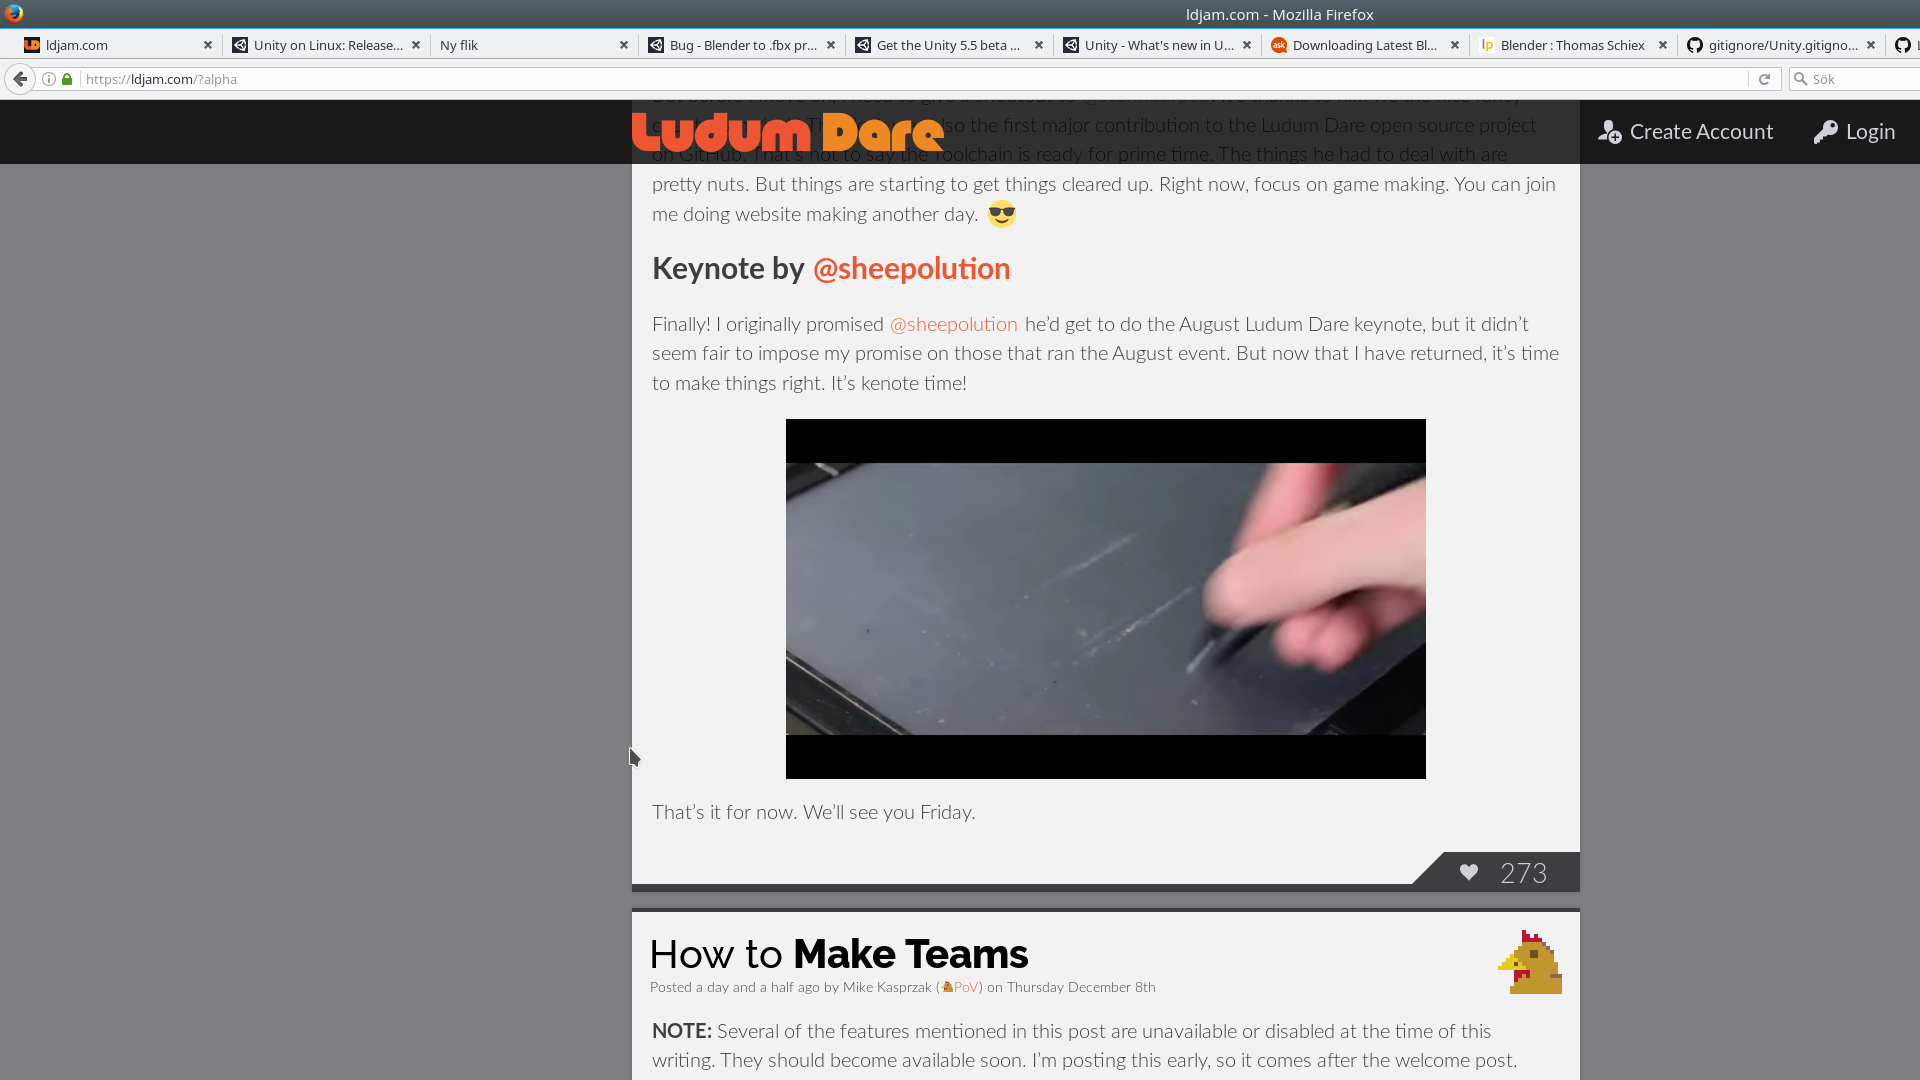 ldjam.com - Mozilla Firefox
ldjam.com
Unity on Linux: Release...
Ny flik
Bug - Blender to .fbx pr...
Get the Unity 5.5 beta ...
Unity - What's new in U...
ask
Downloading Latest Bl...
lp
Blender : Thomas Schiex
gitignore/Unity.gitigno...
https://ldjam.com/?alpha
Sök
Ludum Dare
Create Account
Login
also the first major contribution to the Ludum Dare open source project
on GitHub. That's not to say the Toolchain is ready for prime time. The things he had to deal with are
pretty nuts. But things are starting to get things cleared up. Right now, focus on game making. You can join
me doing website making another day.
Keynote by @sheepolution
Finally! I originally promised @sheepolution he’d get to do the August Ludum Dare keynote, but it didn’t
seem fair to impose my promise on those that ran the August event. But now that I have returned, it’s time
to make things right. It’s kenote time!
That’s it for now. We’ll see you Friday.
273
How to Make Teams
Posted a day and a half ago by Mike Kasprzak (PoV) on Thursday December 8th
NOTE: Several of the features mentioned in this post are unavailable or disabled at the time of this
writing. They should become available soon. I’m posting this early, so it comes after the welcome post.